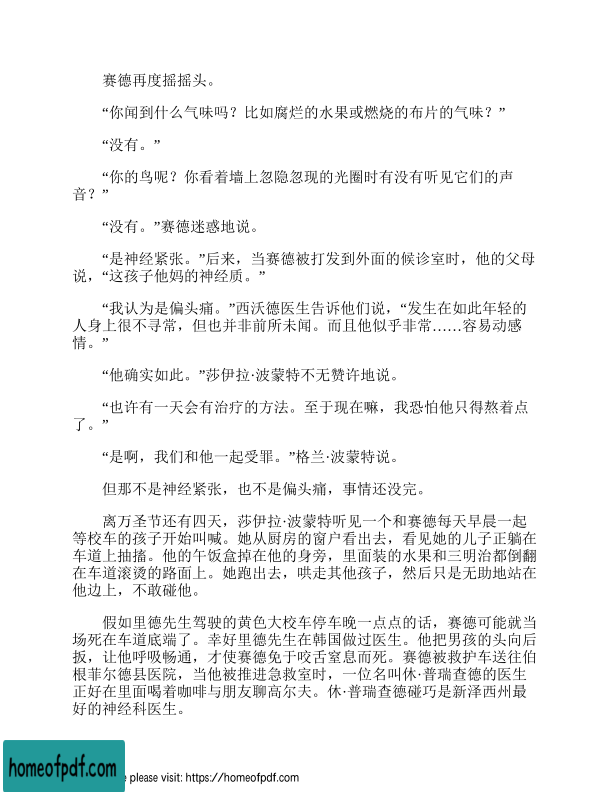 赛德再度摇摇头。
“你闻到什么气味吗？比如腐烂的水果或燃烧的布片的气味？”
“没有。”
“你的鸟呢？你看着墙上忽隐忽现的光圈时有没有听见它们的声
音？”
“没有。”赛德迷惑地说。
“是神经紧张。”后来，当赛德被打发到外面的候诊室时，他的父母
说，“这孩子他妈的神经质。”
“我认为是偏头痛。”西沃德医生告诉他们说，“发生在如此年轻的
人身上很不寻常，但也并非前所未闻。而且他似乎非常……容易动感
情。”
“他确实如此。”莎伊拉·波蒙特不无赞许地说。
“也许有一天会有治疗的方法。至于现在嘛，我恐怕他只得熬着点
了。”
“是啊，我们和他一起受罪。”格兰·波蒙特说。
但那不是神经紧张，也不是偏头痛，事情还没完。
离万圣节还有四天，莎伊拉·波蒙特听见一个和赛德每天早晨一起
等校车的孩子开始叫喊。她从厨房的窗户看出去，看见她的儿子正躺在
车道上抽搐。他的午饭盒掉在他的身旁，里面装的水果和三明治都倒翻
在车道滚烫的路面上。她跑出去，哄走其他孩子，然后只是无助地站在
他边上，不敢碰他。
假如里德先生驾驶的黄色大校车停车晚一点点的话，赛德可能就当
场死在车道底端了。幸好里德先生在韩国做过医生。他把男孩的头向后
扳，让他呼吸畅通，才使赛德免于咬舌窒息而死。赛德被救护车送往伯
根菲尔德县医院，当他被推进急救室时，一位名叫休·普瑞查德的医生
正好在里面喝着咖啡与朋友聊高尔夫。休·普瑞查德碰巧是新泽西州最
好的神经科医生。
homeofpdf.com
e please visit: https://homeofpdf.com